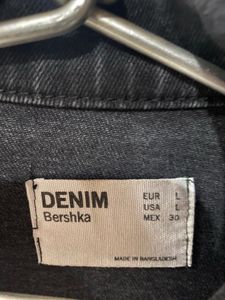 DENIM
Bershka
EUR L
USA L
MEX 30
MADE IN BANGLADESH